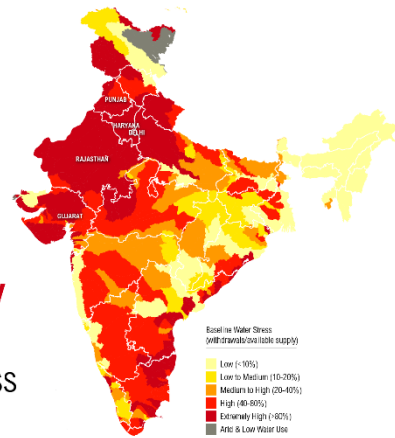 PUNJAB
HARYANA
DELHI
RAJASTHAN
GUJARAT
SS
Baseline Water Stress
(withdrawals/available supply)
Low (<10%)
Low to Medium (10-20%)
Medium to High (20-40%)
High (40-80%)
Extremely High (>80%)
Arid & Low Water Use